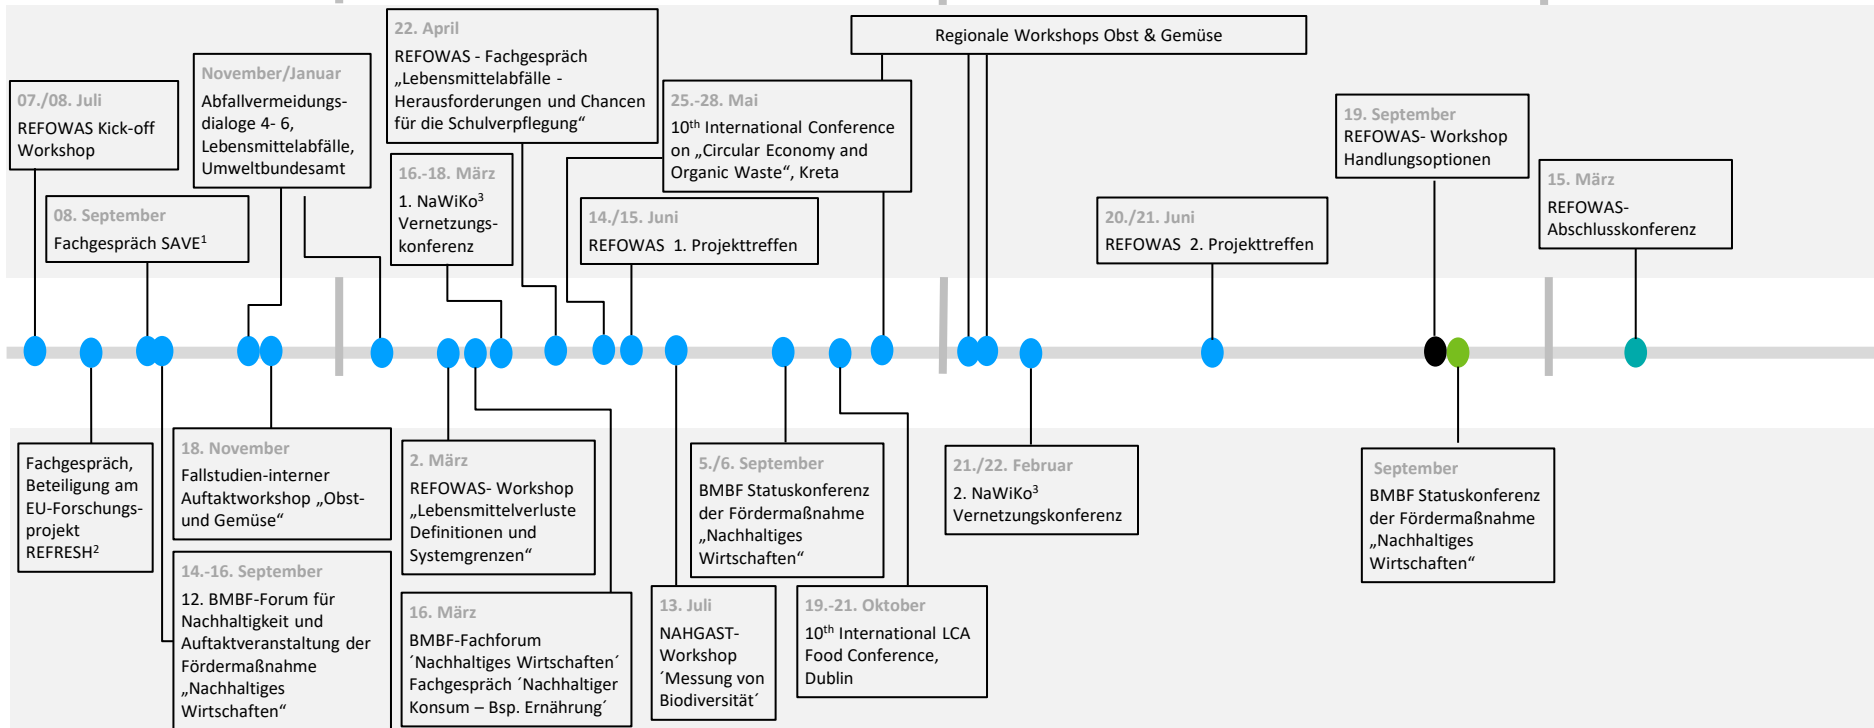 07./08. Juli
REFOWAS Kick-off
Workshop
08. September
Fachgespräch SAVE1
November/Januar
Abfallvermeidungs-
dialoge 4- 6,
Lebensmittelabfälle,
Umweltbundesamt
22. April
REFOWAS - Fachgespräch
„Lebensmittelabfälle -
Herausforderungen und Chancen
für die Schulverpflegung“
16.-18. März
1. NaWiKo3
Vernetzungs-
konferenz
25.-28. Mai
10th International Conference
on „Circular Economy and
Organic Waste“, Kreta
14./15. Juni
REFOWAS 1. Projekttreffen
Regionale Workshops Obst & Gemüse
20./21. Juni
REFOWAS 2. Projekttreffen
19. September
REFOWAS- Workshop
Handlungsoptionen
15. März
REFOWAS-
Abschlusskonferenz
Fachgespräch,
Beteiligung am
EU-Forschungs-
projekt
REFRESH2
18. November
Fallstudien-interner
Auftaktworkshop „Obst-
und Gemüse“
14.-16. September
12. BMBF-Forum für
Nachhaltigkeit und
Auftaktveranstaltung der
Fördermaßnahme
„Nachhaltiges
Wirtschaften“
2. März
REFOWAS- Workshop
„Lebensmittelverluste
Definitionen und
Systemgrenzen“
16. März
BMBF-Fachforum
´Nachhaltiges Wirtschaften´
Fachgespräch ´Nachhaltiger
Konsum – Bsp. Ernährung´
13. Juli
NAHGAST-
Workshop
´Messung von
Biodiversität´
5./6. September
BMBF Statuskonferenz
der Fördermaßnahme
„Nachhaltiges
Wirtschaften“
19.-21. Oktober
10th International LCA
Food Conference,
Dublin
21./22. Februar
2. NaWiKo3
Vernetzungskonferenz
September
BMBF Statuskonferenz
der Fördermaßnahme
„Nachhaltiges
Wirtschaften“